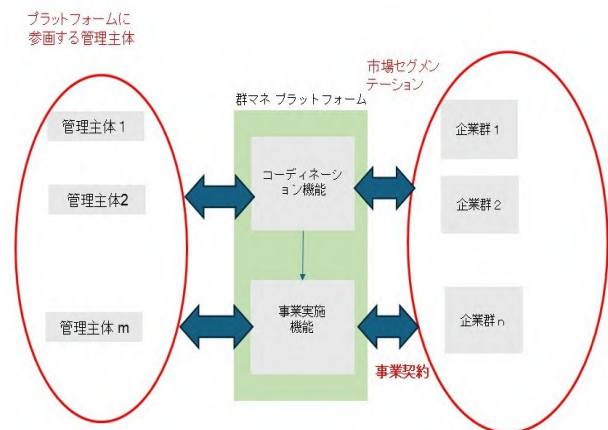 プラットフォームに
参画する管理主体
管理主体1
管理主体2
管理主体 m
群マネ プラットフォーム
コーディネーシ
ョン機能
事業実施
機能
市場セグメン
テーション
企業群1
企業群2
企業群n
事業契約